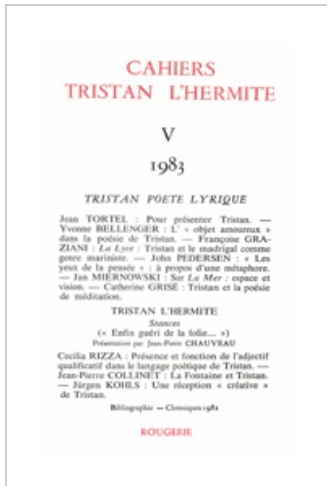 CAHIERS
TRISTAN L'HERMITE
V
1983
TRISTAN POETE LYRIQUE
Jean TORTEL : Pour présenter Tristan. —
Yvonne BELLENGER : L' « objet amoureux »
dans la poésie de Tristan. — Françoise GRA-
ZIANI : La Lyre : Tristan et le madrigal comme
genre mariniste. — John PEDERSEN : « Les
yeux de la pensée » : à propos d'une métaphore.
— Jan MIERNOWSKI : Sur La Mer : espace et
vision. — Catherine GRISÉ : Tristan et la poésie
de méditation.
TRISTAN L'HERMITE
Stances
(« Enfin guéri de la folie... »)
Présentation par Jean-Pierre CHAUVEAU
Cecilia RIZZA : Présence et fonction de l'adjectif
qualificatif dans le langage poétique de Tristan. —
Jean-Pierre COLLINET : La Fontaine et Tristan.
— Jürgen KOHLS : Une réception « créative »
de Tristan.
Bibliographie — Chroniques 1982
ROUGERIE